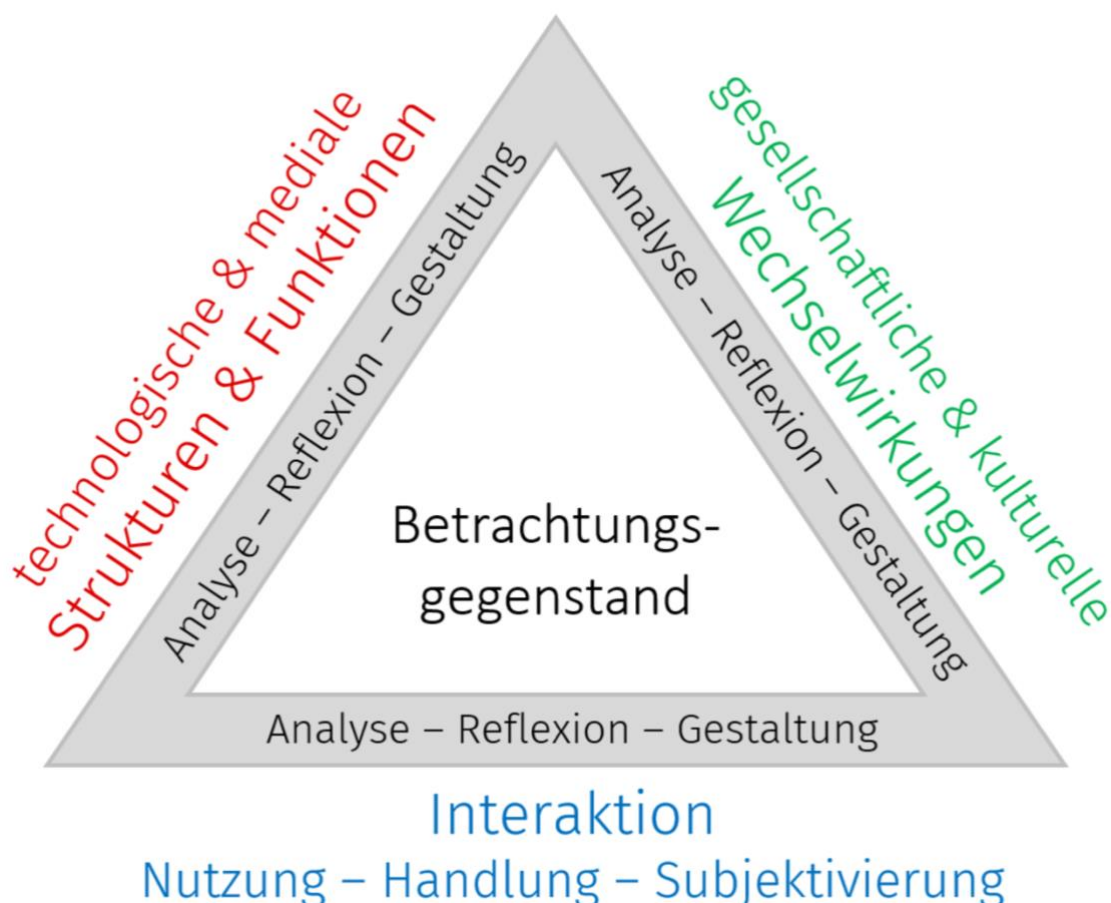 technologische & mediale
Strukturen & Funktionen
Analyse – Reflexion – Gestaltung
gesellschaftliche & kulturelle
Wechselwirkungen
Analyse – Reflexion – Gestaltung
Betrachtungs-
gegenstand
Analyse – Reflexion – Gestaltung
Interaktion
Nutzung – Handlung – Subjektivierung